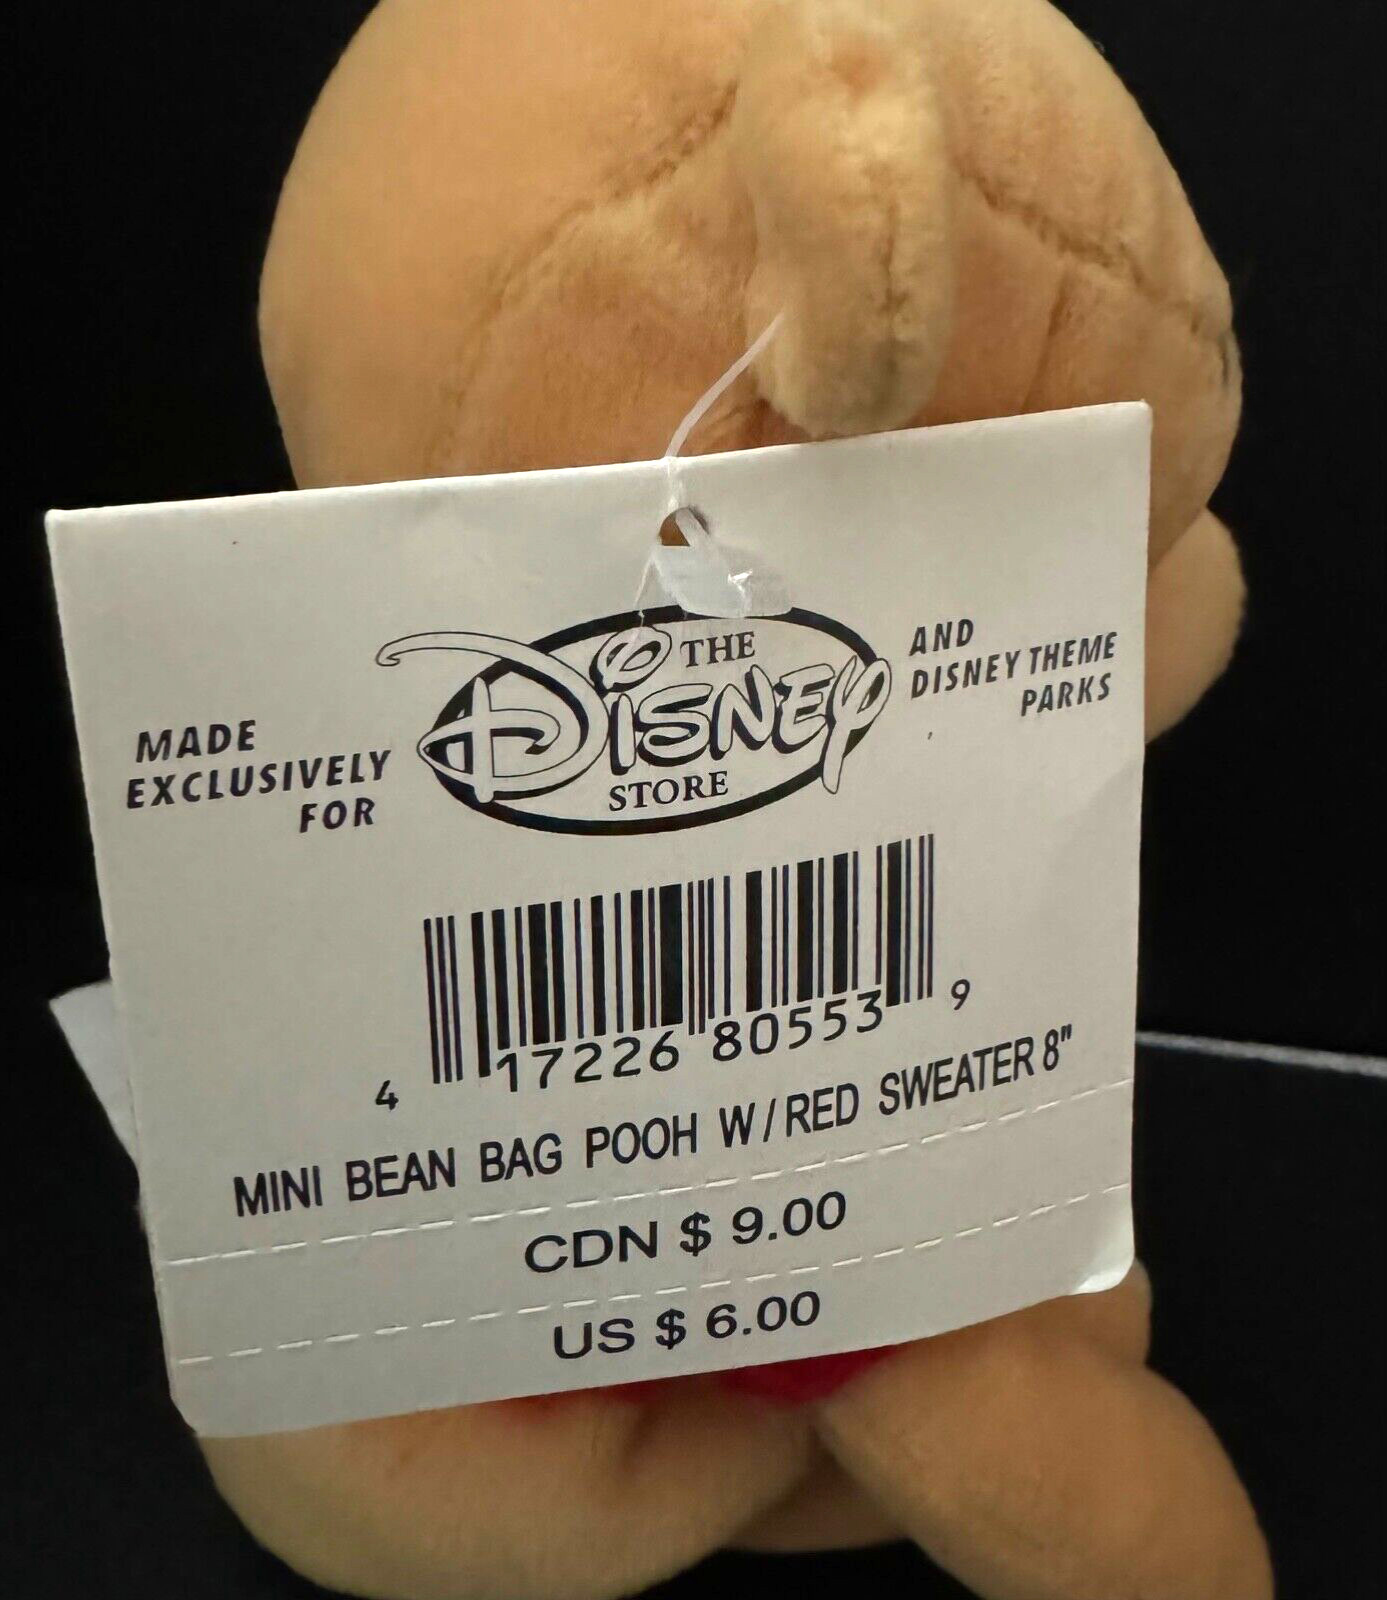 MADE
EXCLUSIVELY
FOR
THE
DISNEY
STORE
AND
DISNEY THEME
PARKS
4 17226 80553 9
MINI BEAN BAG POOH W/RED SWEATER 8"
CDN $ 9.00
US $ 6.00